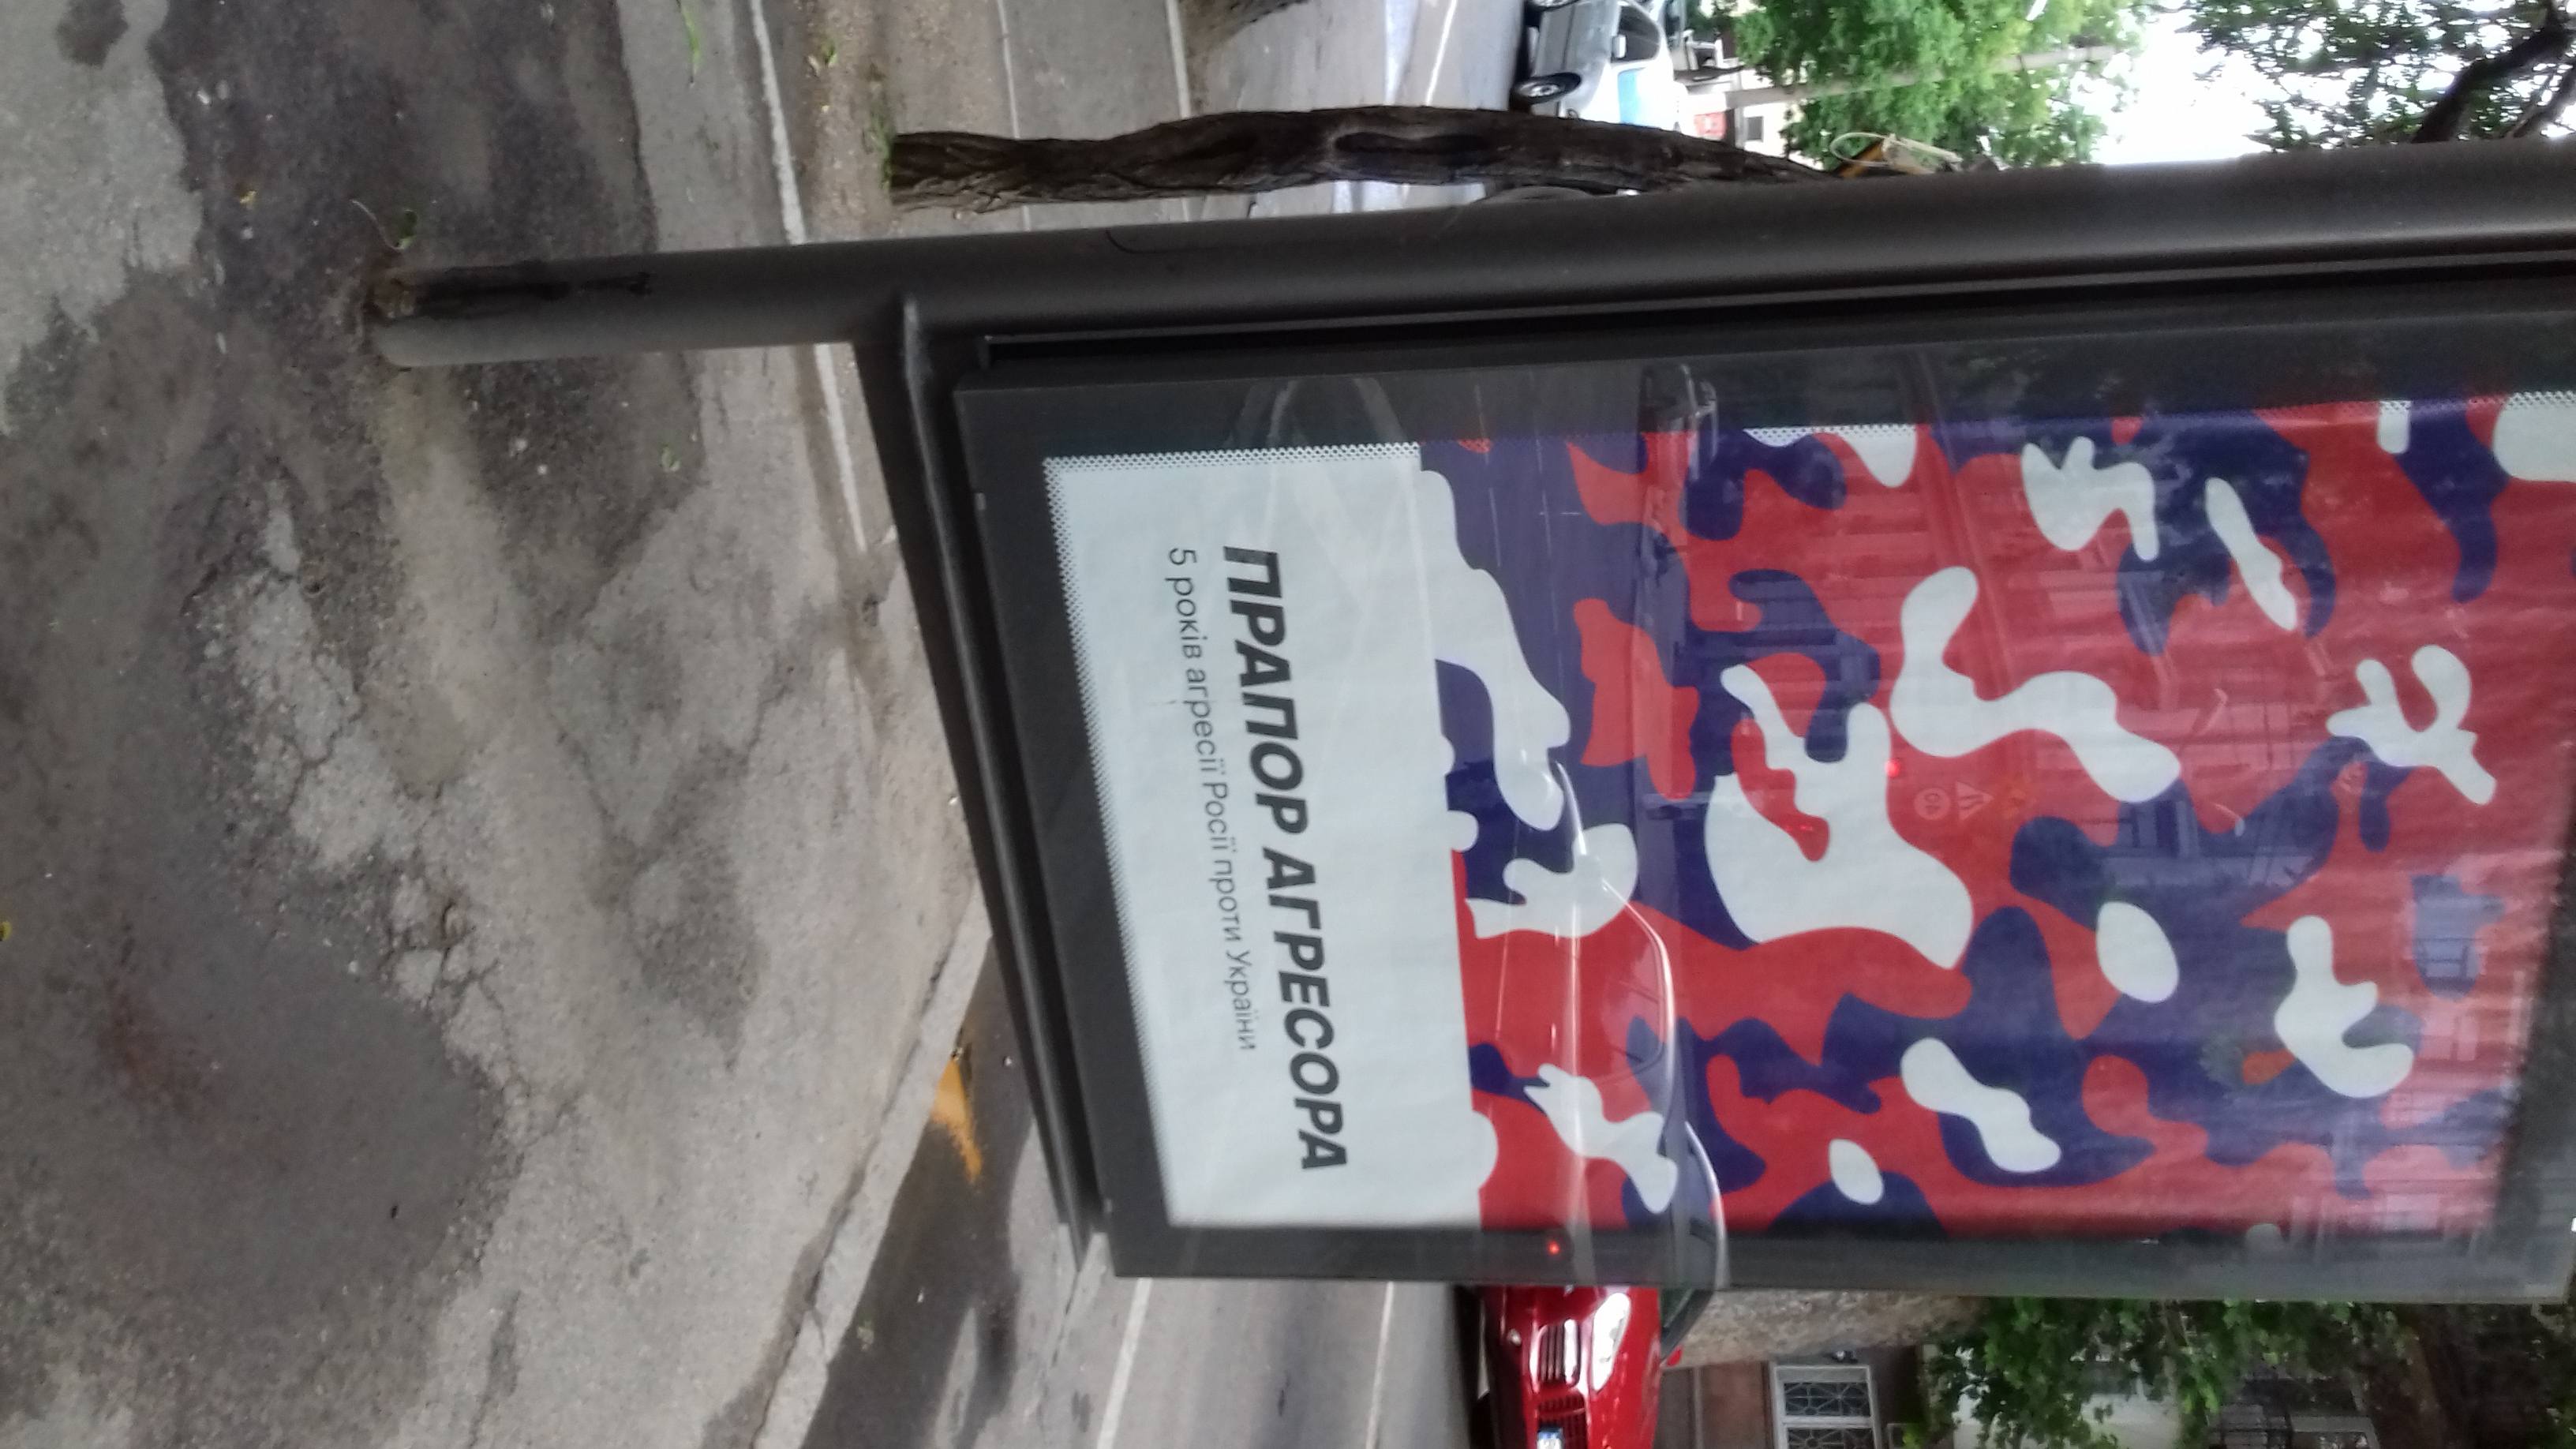 ПРАПОР АГРЕСОРА
5 років агресії Росії проти України